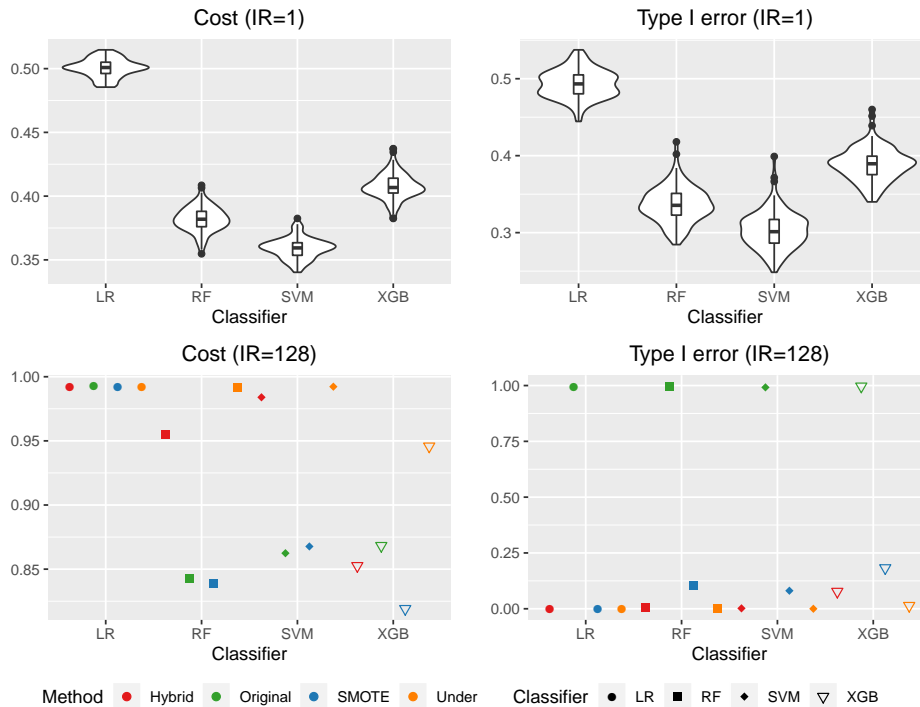 Cost (IR=1)
0.50
0.45
0.40
0.35
LR RF SVM XGB
Classifier
Type I error (IR=1)
0.5
0.4
0.3
LR RF SVM XGB
Classifier
Cost (IR=128)
1.00
0.95
0.90
0.85
LR RF SVM XGB
Classifier
Type I error (IR=128)
1.00
0.75
0.50
0.25
0.00
LR RF SVM XGB
Classifier
Method Hybrid Original SMOTE Under
Classifier LR RF SVM XGB